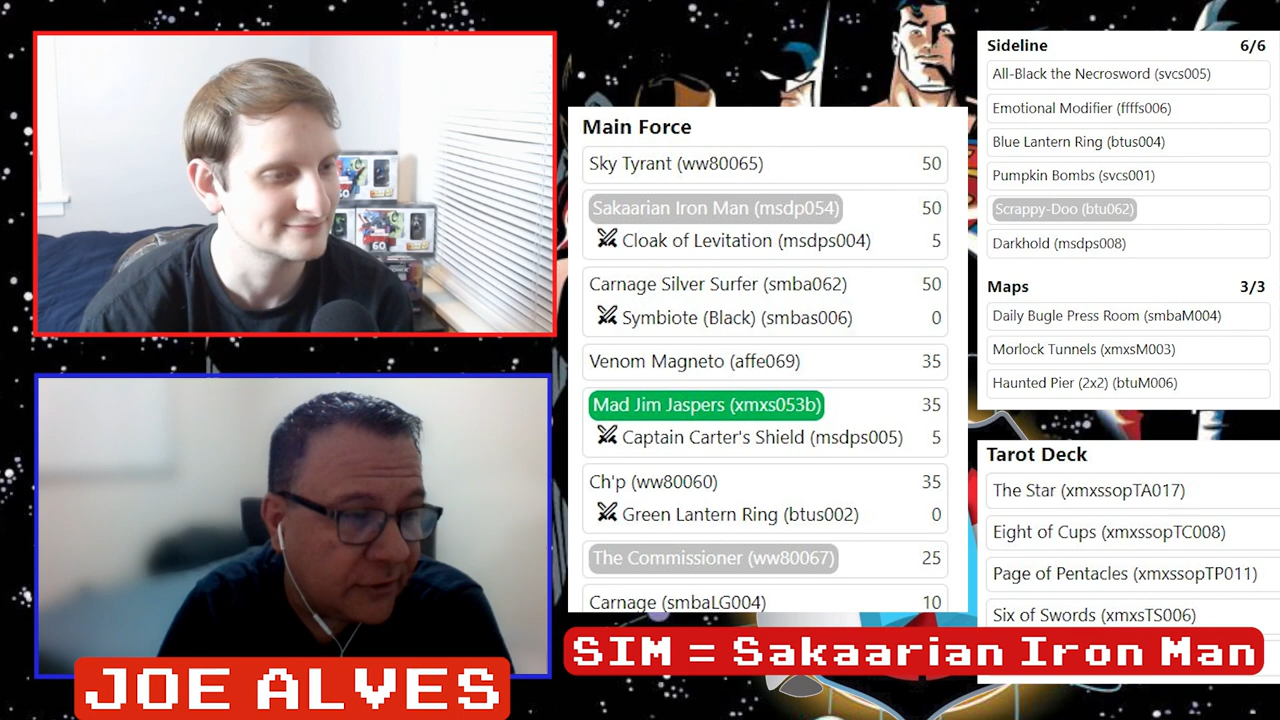 Main Force
Sky Tyrant (ww80065) 50
Sakaarian Iron Man (msdp054) 50
Cloak of Levitation (msdps004) 5
Carnage Silver Surfer (smba062) 50
Symbiote (Black) (smbas006) 0
Venom Magneto (affe069) 35
Mad Jim Jaspers (xmxs053b) 35
Captain Carter's Shield (msdps005) 5
Ch'p (ww80060) 35
Green Lantern Ring (btus002) 0
The Commissioner (ww80067) 25
Carnage (smbaLG004) 10
Sideline 6/6
All-Black the Necrosword (svcs005)
Emotional Modifier (ffffs006)
Blue Lantern Ring (btus004)
Pumpkin Bombs (svcs001)
Scrappy-Doo (btu062)
Darkhold (msdps008)
Maps 3/3
Daily Bugle Press Room (smbaM004)
Morlock Tunnels (xmxsM003)
Haunted Pier (2x2) (btuM006)
Tarot Deck
The Star (xmxssopTA017)
Eight of Cups (xmxssopTC008)
Page of Pentacles (xmxssopTP011)
Six of Swords (xmxsTS006)
SIM = Sakaarian Iron Man
JOE ALVES
60